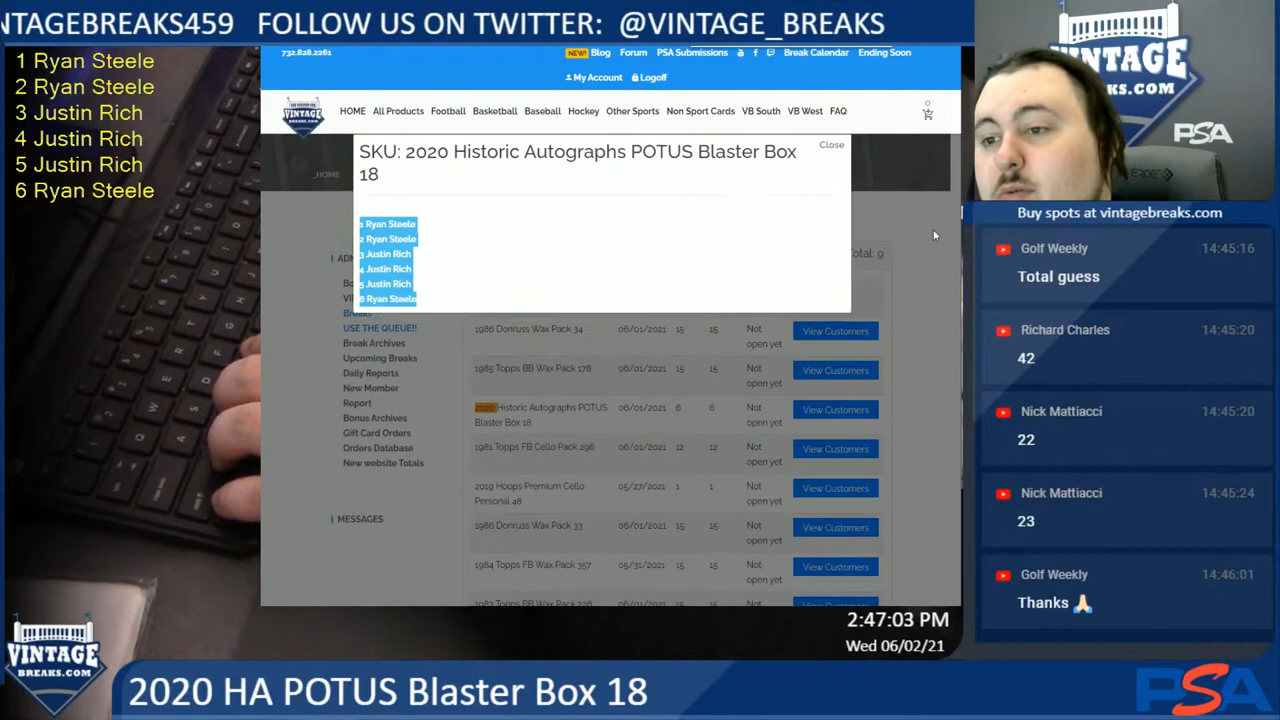 NTAGEBREAKS459 FOLLOW US ON TWITTER: @VINTAGE_BREAKS
1 Ryan Steele
2 Ryan Steele
3 Justin Rich
4 Justin Rich
5 Justin Rich
6 Ryan Steele
732.828.2261
NEW! Blog Forum PSA Submissions Break Calendar Ending Soon
My Account Logoff
VINTAGE
BREAKS.COM
HOME All Products Football Basketball Baseball Hockey Other Sports Non Sport Cards VB South VB West FAQ
0
HOME
SKU: 2020 Historic Autographs POTUS Blaster Box 18
Close
1 Ryan Steele
2 Ryan Steele
3 Justin Rich
4 Justin Rich
5 Justin Rich
6 Ryan Steele
Total: 9
Breaks
USE THE QUEUE!!
Break Archives
Upcoming Breaks
Daily Reports
New Member
Report
Bonus Archives
Gift Card Orders
Orders Database
New website Totals
MESSAGES
1986 Donruss Wax Pack 34 06/01/2021 15 15 Not open yet View Customers
1985 Topps BB Wax Pack 178 06/01/2021 15 15 Not open yet View Customers
2020 Historic Autographs POTUS Blaster Box 18 06/01/2021 6 6 Not open yet View Customers
1981 Topps FB Cello Pack 296 06/01/2021 12 12 Not open yet View Customers
2019 Hoops Premium Cello Personal 48 05/27/2021 1 1 Not open yet View Customers
1986 Donruss Wax Pack 33 06/01/2021 15 15 Not open yet View Customers
1984 Topps FB Wax Pack 357 05/31/2021 15 15 Not open yet View Customers
VINTAGE
BREAKS.COM
PSA
Buy spots at vintagebreaks.com
Golf Weekly 14:45:16
Total guess
Richard Charles 14:45:20
42
Nick Mattiacci 14:45:20
22
Nick Mattiacci 14:45:24
23
Golf Weekly 14:46:01
Thanks 🙏🏻
2:47:03 PM
Wed 06/02/21
VINTAGE
BREAKS.COM
2020 HA POTUS Blaster Box 18
PSA